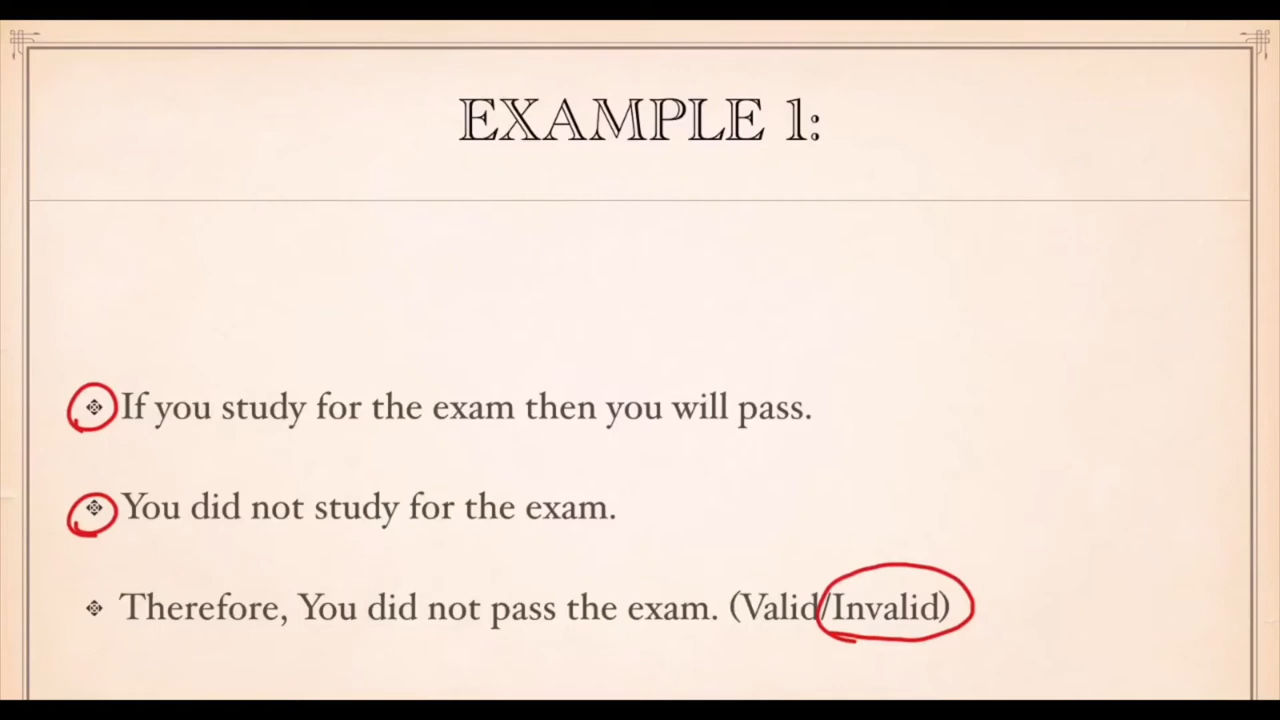 EXAMPLE 1:
If you study for the exam then you will pass.
You did not study for the exam.
Therefore, You did not pass the exam. (Valid/Invalid)